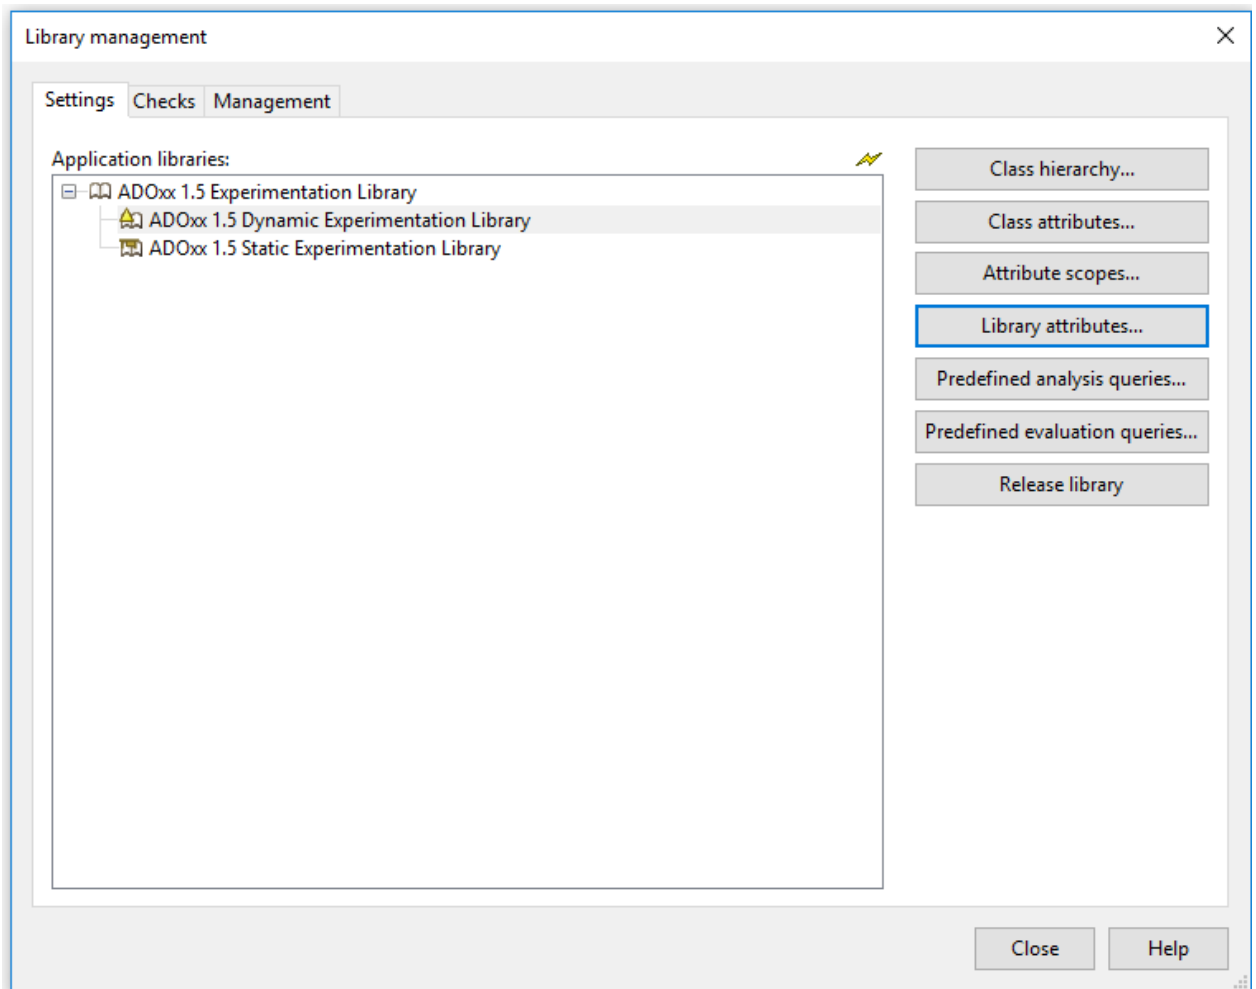 Library management
Settings Checks Management
Application libraries:
ADOxx 1.5 Experimentation Library
ADOxx 1.5 Dynamic Experimentation Library
ADOxx 1.5 Static Experimentation Library
Class hierarchy...
Class attributes...
Attribute scopes...
Library attributes...
Predefined analysis queries...
Predefined evaluation queries...
Release library
Close Help